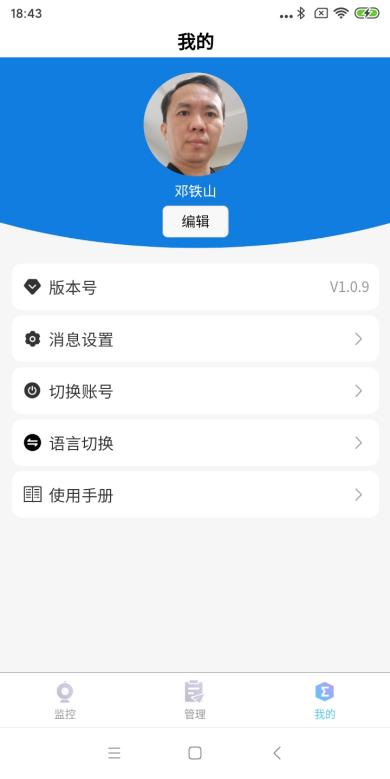 18:43
我的
邓铁山
编辑
版本号 V1.0.9
消息设置
切换账号
语言切换
使用手册
监控 管理 我的